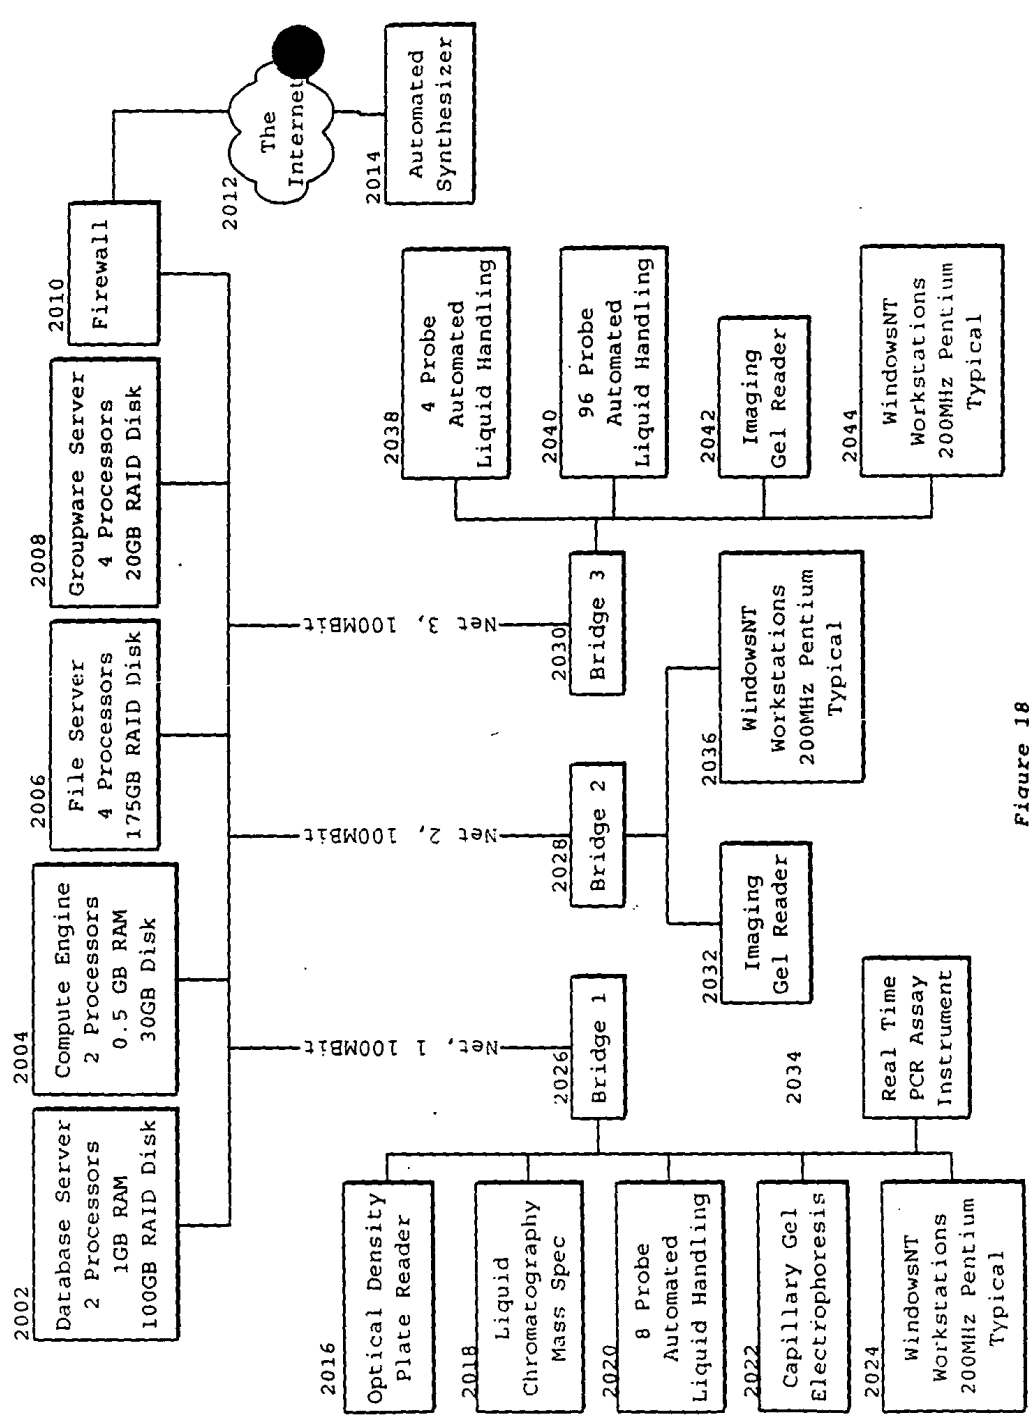 2002
Database Server
2 Processors
1GB RAM
100GB RAID Disk
2004
Compute Engine
2 Processors
0.5 GB RAM
30GB Disk
2006
File Server
4 Processors
175GB RAID Disk
2008
Groupware Server
4 Processors
20GB RAID Disk
2010
Firewall
2012
The
Internet
2014
Automated
Synthesizer
Net, 1 100MBit
Net 2, 100MBit
Net 3, 100MBit
2026
Bridge 1
2028
Bridge 2
2030
Bridge 3
2016
Optical Density
Plate Reader
2018
Liquid
Chromatography
Mass Spec
2020
8 Probe
Automated
Liquid Handling
2022
Capillary Gel
Electrophoresis
2024
WindowsNT
Workstations
200MHz Pentium
Typical
2034
Real Time
PCR Assay
Instrument
2032
Imaging
Gel Reader
2036
WindowsNT
Workstations
200MHz Pentium
Typical
2038
4 Probe
Automated
Liquid Handling
2040
96 Probe
Automated
Liquid Handling
2042
Imaging
Gel Reader
2044
WindowsNT
Workstations
200MHz Pentium
Typical
Figure 18